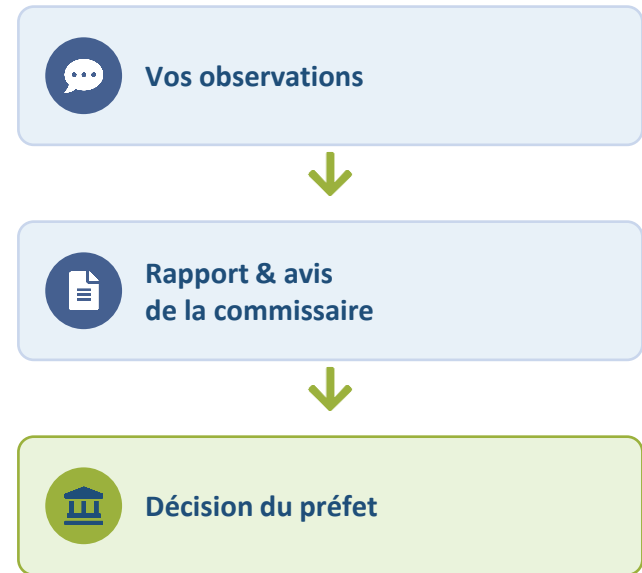 Vos observations
Rapport & avis
de la commissaire
Décision du préfet